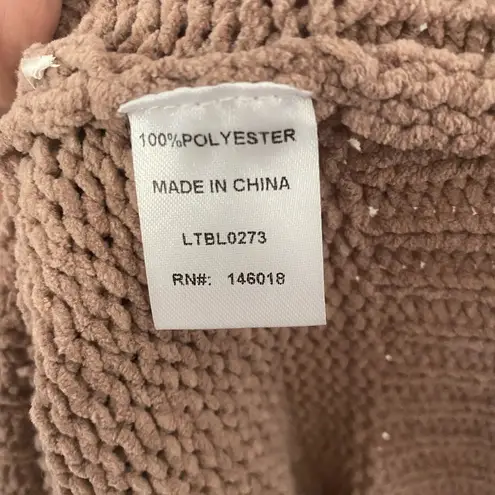 100%POLYESTER
MADE IN CHINA
LTBL0273
RN#: 146018